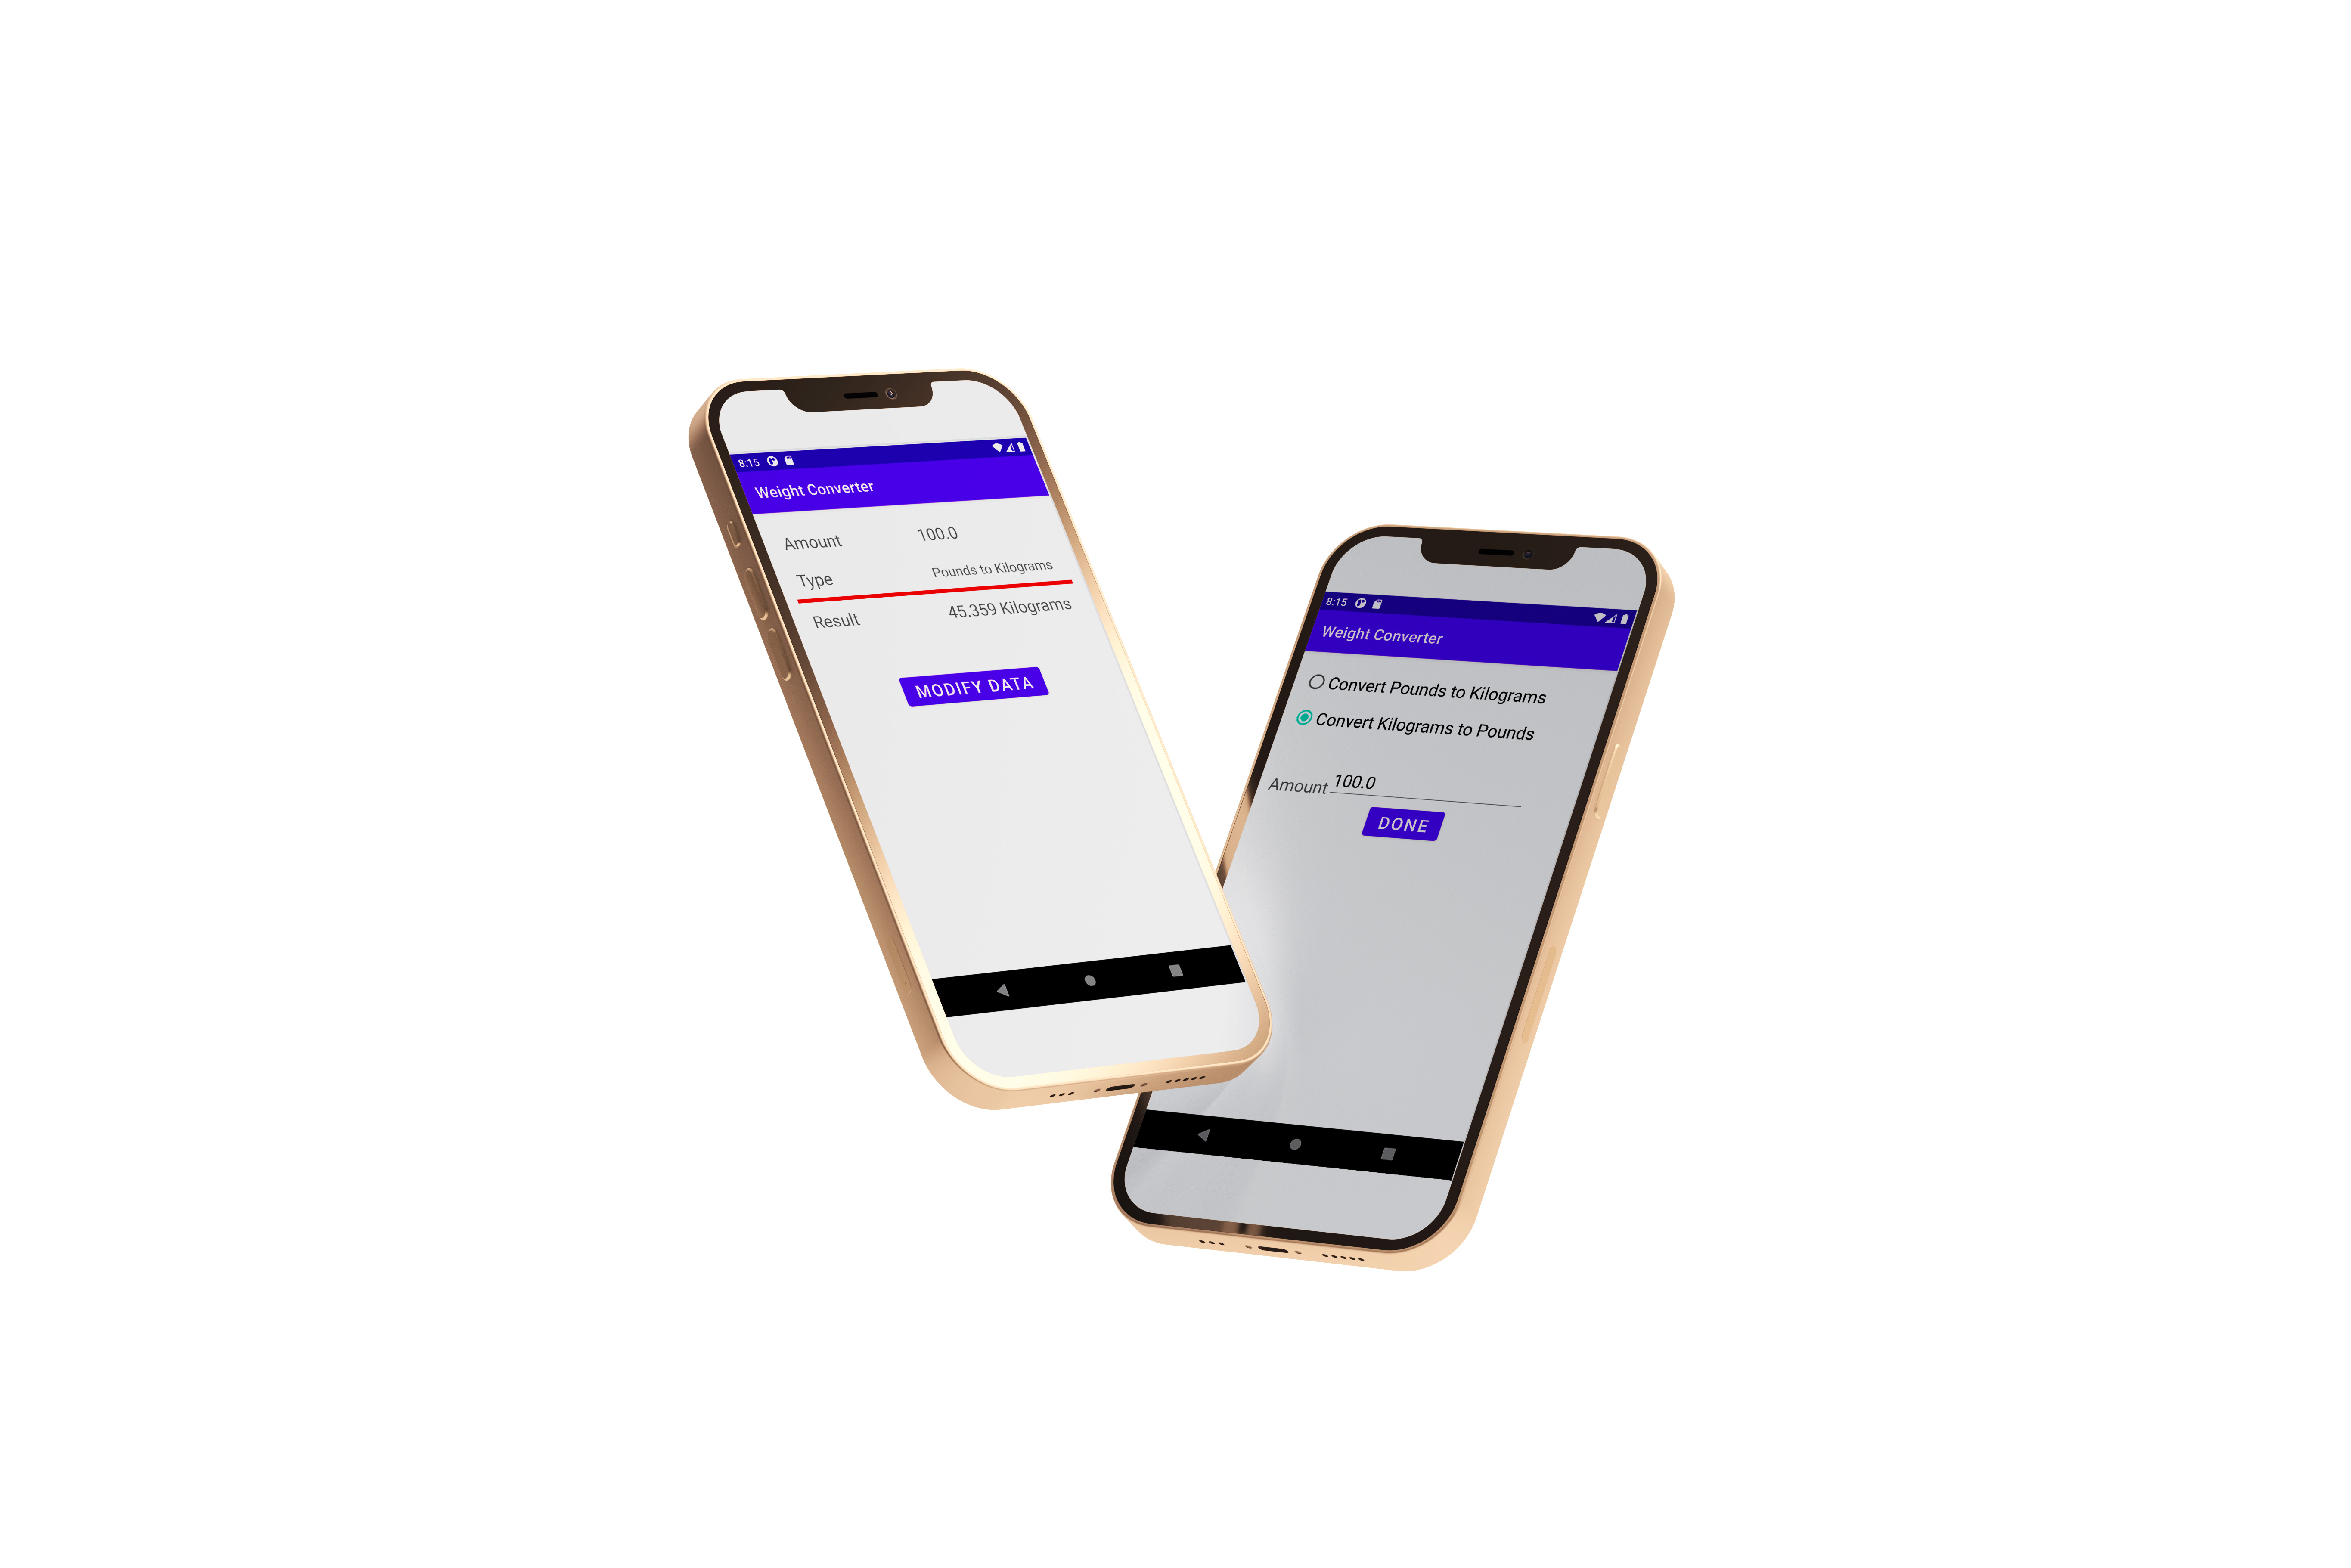 8:15
Weight Converter
Amount 100.0
Type Pounds to Kilograms
Result 45.359 Kilograms
MODIFY DATA
8:15
Weight Converter
Convert Pounds to Kilograms
Convert Kilograms to Pounds
Amount 100.0
DONE